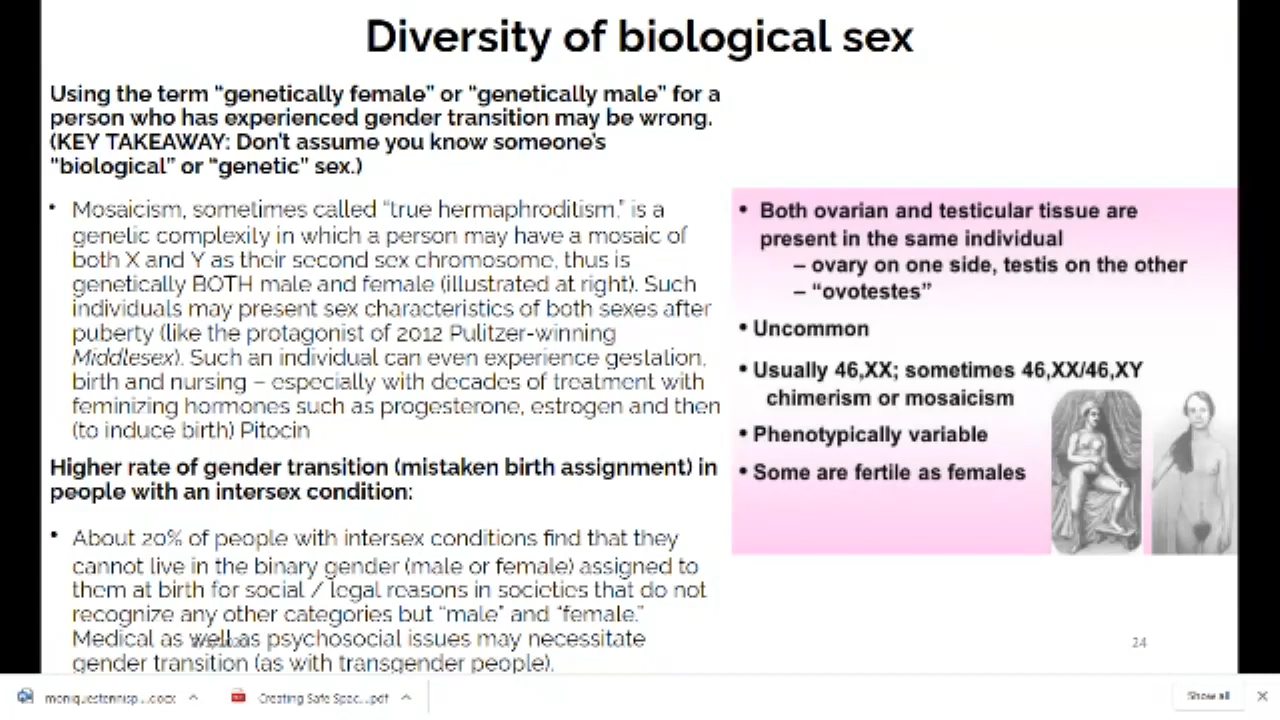 Diversity of biological sex
Using the term “genetically female” or “genetically male” for a
person who has experienced gender transition may be wrong.
(KEY TAKEAWAY: Don’t assume you know someone’s
“biological” or “genetic” sex.)
• Mosaicism, sometimes called “true hermaphroditism,” is a
genetic complexity in which a person may have a mosaic of
both X and Y as their second sex chromosome, thus is
genetically BOTH male and female (illustrated at right). Such
individuals may present sex characteristics of both sexes after
puberty (like the protagonist of 2012 Pulitzer-winning
Middlesex). Such an individual can even experience gestation,
birth and nursing – especially with decades of treatment with
feminizing hormones such as progesterone, estrogen and then
(to induce birth) Pitocin
Higher rate of gender transition (mistaken birth assignment) in
people with an intersex condition:
• About 20% of people with intersex conditions find that they
cannot live in the binary gender (male or female) assigned to
them at birth for social / legal reasons in societies that do not
recognize any other categories but “male” and “female.”
Medical as well as psychosocial issues may necessitate
gender transition (as with transgender people).
• Both ovarian and testicular tissue are
present in the same individual
– ovary on one side, testis on the other
– “ovotestes”
• Uncommon
• Usually 46,XX; sometimes 46,XX/46,XY
chimerism or mosaicism
• Phenotypically variable
• Some are fertile as females
24
moniquestennisp....docx
Creating Safe Spac....pdf
Show all